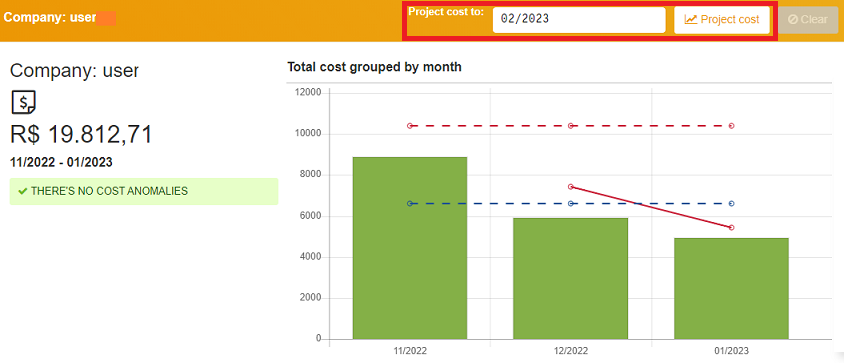 Company: user
Project cost to:
02/2023
Project cost
Clear
Company: user
$
R$ 19.812,71
11/2022 - 01/2023
THERE'S NO COST ANOMALIES
Total cost grouped by month
12000
10000
8000
6000
4000
2000
0
11/2022
12/2022
01/2023